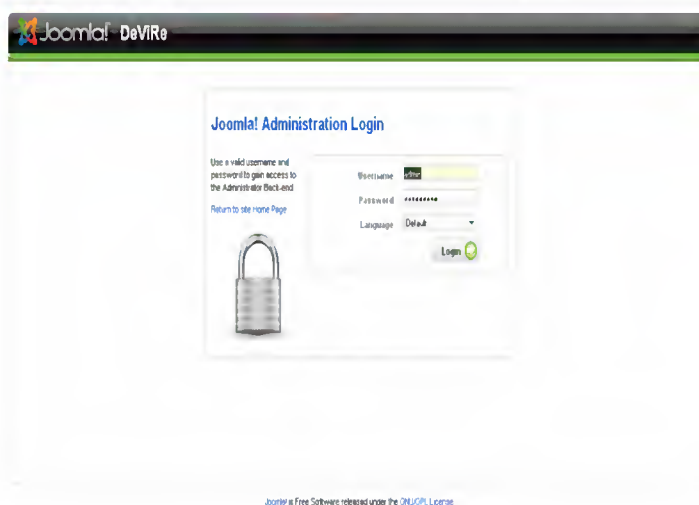 Joomla! DeViRe
Joomla! Administration Login
Use a valid username and
password to gain access to
the Administrator Back-end
Return to site Home Page
Username
Password ••••••••
Language Default
Login
Joomla! is Free Software released under the GNU/GPL License